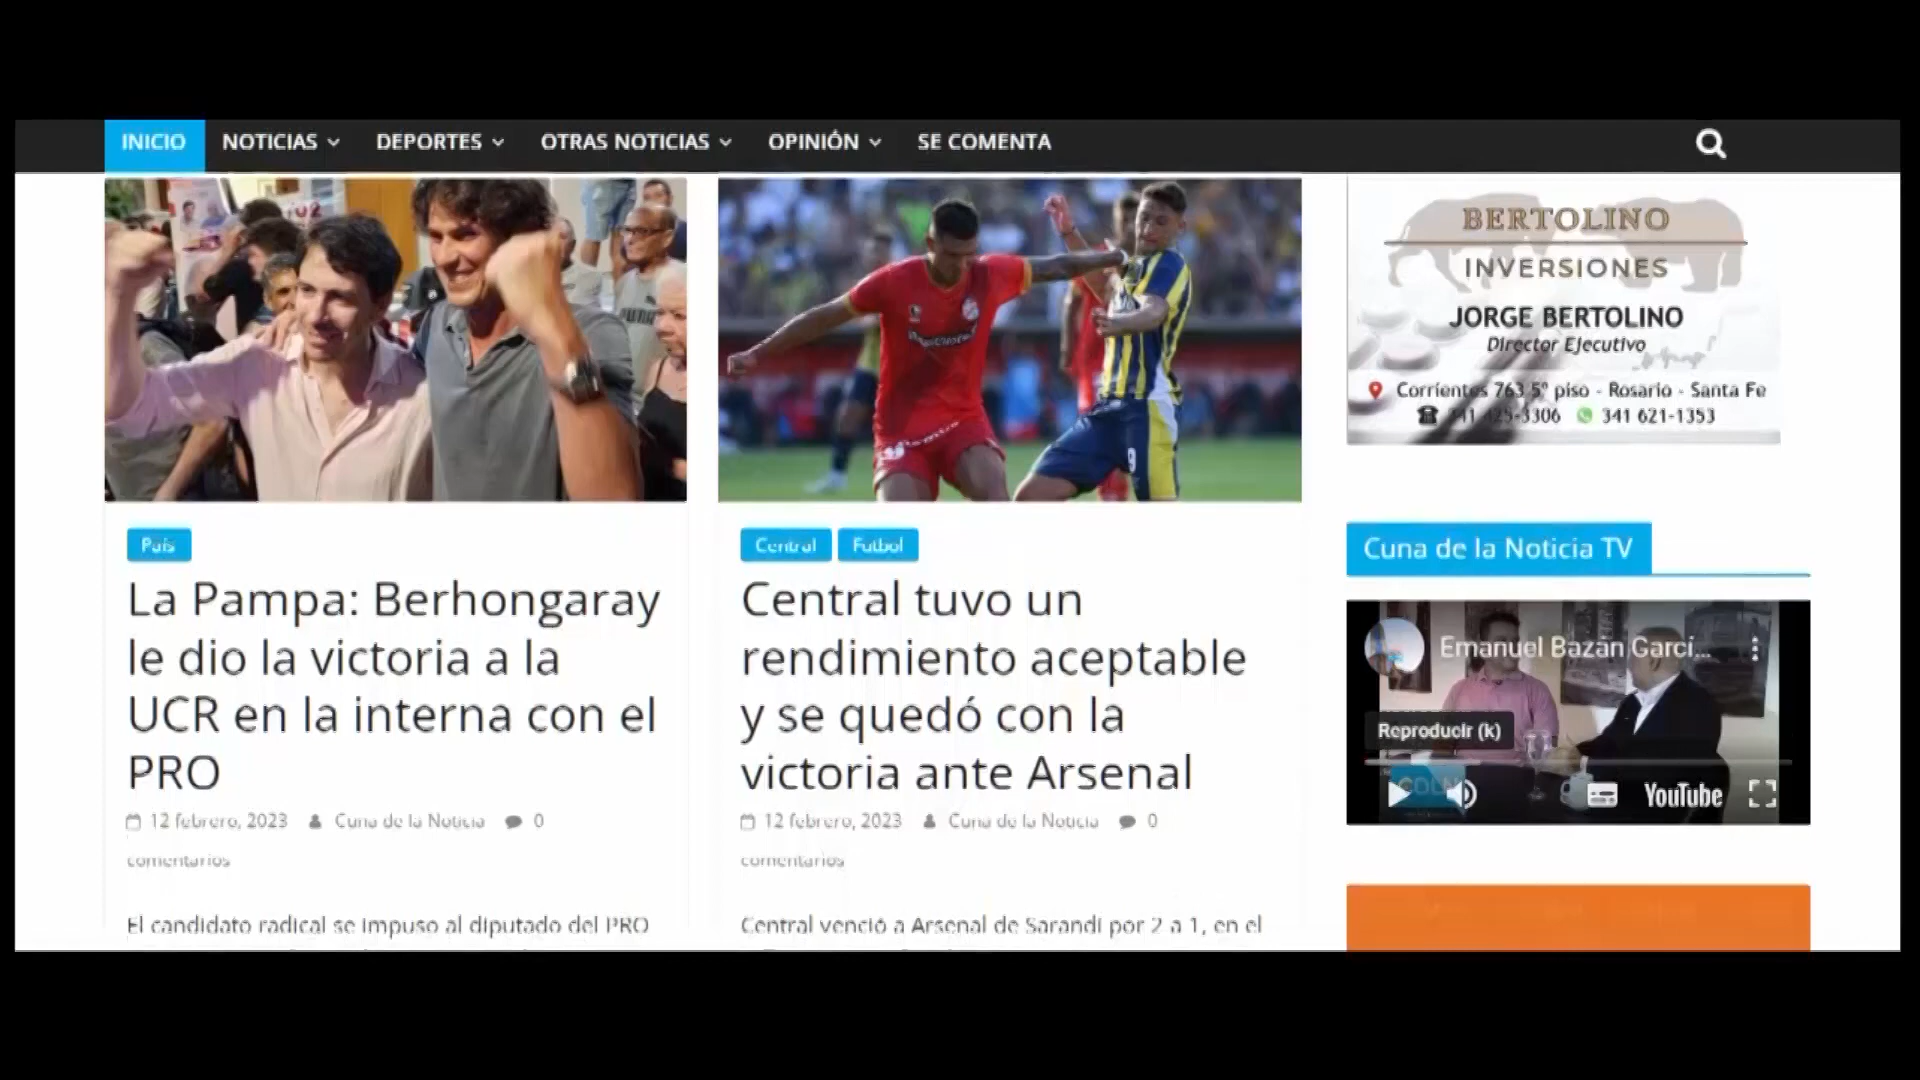 INICIO NOTICIAS DEPORTES OTRAS NOTICIAS OPINIÓN SE COMENTA
País
La Pampa: Berhongaray
le dio la victoria a la
UCR en la interna con el
PRO
12 febrero, 2023 Cuna de la Noticia 0
comentarios
El candidato radical se impuso al diputado del PRO
Central Futbol
Central tuvo un
rendimiento aceptable
y se quedó con la
victoria ante Arsenal
12 febrero, 2023 Cuna de la Noticia 0
comentarios
Central venció a Arsenal de Sarandí por 2 a 1, en el
BERTOLINO
INVERSIONES
JORGE BERTOLINO
Director Ejecutivo
Corrientes 763 5º piso - Rosario - Santa Fe
341 425-3306 341 621-1353
Cuna de la Noticia TV
Emanuel Bazán Garci...
Reproducir (k)
YouTube